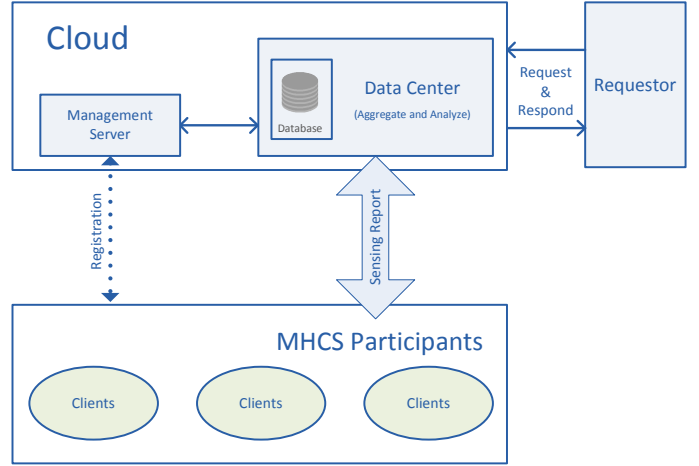 Cloud
Management
Server
Database
Data Center
(Aggregate and Analyze)
Request
&
Respond
Requestor
Registration
Sensing Report
MHCS Participants
Clients
Clients
Clients